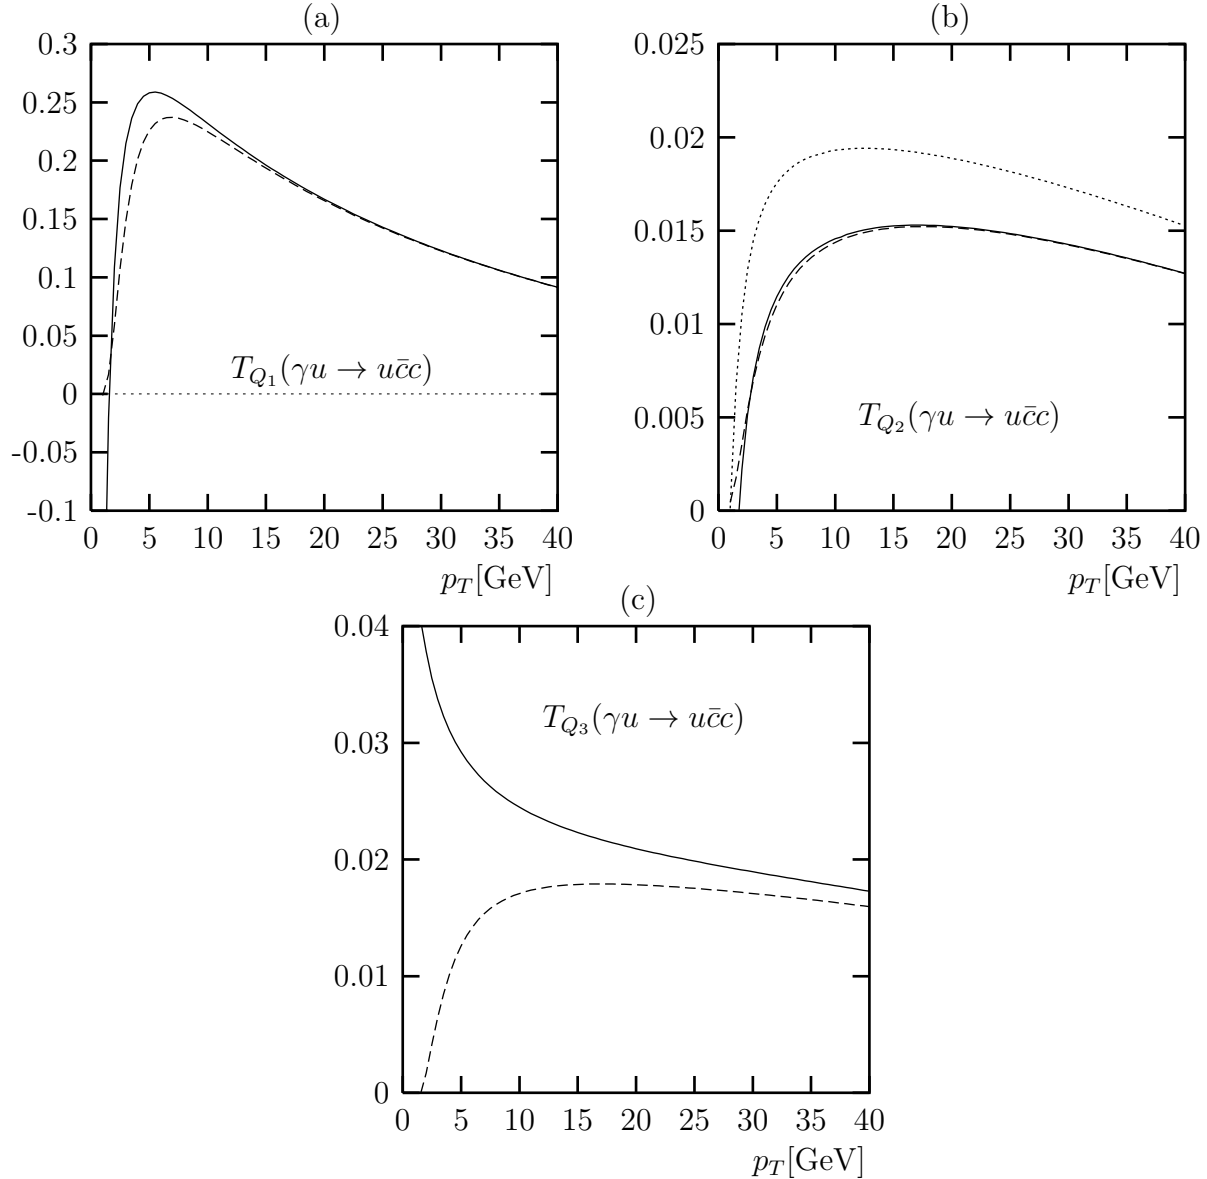 (a)
0.3
0.25
0.2
0.15
0.1
0.05
0
-0.05
-0.1
T_{Q_1}(γu → uc̄c)
0 5 10 15 20 25 30 35 40
p_T[GeV]
(b)
0.025
0.02
0.015
0.01
0.005
0
T_{Q_2}(γu → uc̄c)
0 5 10 15 20 25 30 35 40
p_T[GeV]
(c)
0.04
0.03
0.02
0.01
0
T_{Q_3}(γu → uc̄c)
0 5 10 15 20 25 30 35 40
p_T[GeV]